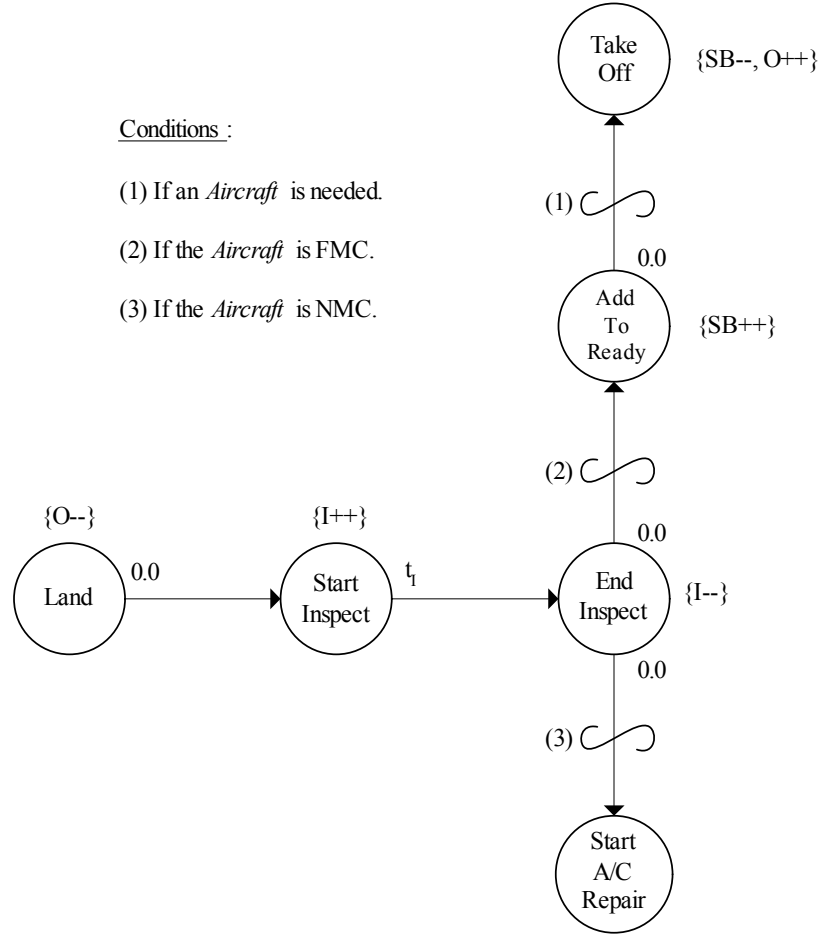 Take
Off
{SB--, O++}
Conditions :
(1) If an Aircraft is needed.
(2) If the Aircraft is FMC.
(3) If the Aircraft is NMC.
(1)
0.0
Add
To
Ready
{SB++}
(2)
0.0
{O--}
{I++}
Land
0.0
Start
Inspect
tI
End
Inspect
{I--}
0.0
(3)
Start
A/C
Repair